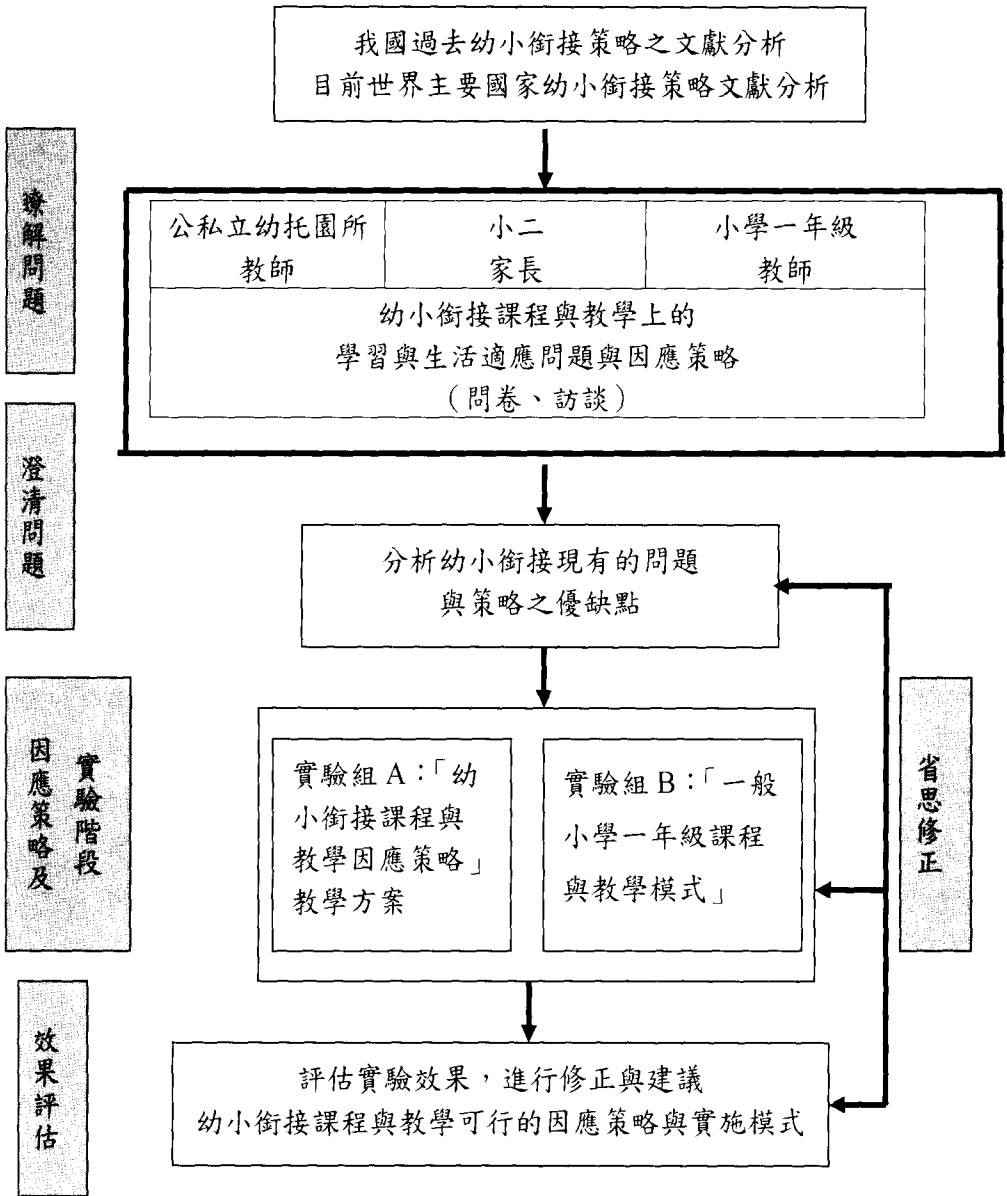 我國過去幼小銜接策略之文獻分析
目前世界主要國家幼小銜接策略文獻分析
瞭解問題
公私立幼托園所
教師
小二
家長
小學一年級
教師
幼小銜接課程與教學上的
學習與生活適應問題與因應策略
（問卷、訪談）
澄清問題
分析幼小銜接現有的問題
與策略之優缺點
因應策略及
實驗階段
實驗組 A：「幼
小銜接課程與
教學因應策略」
教學方案
實驗組 B：「一般
小學一年級課程
與教學模式」
省思修正
效果評估
評估實驗效果，進行修正與建議
幼小銜接課程與教學可行的因應策略與實施模式